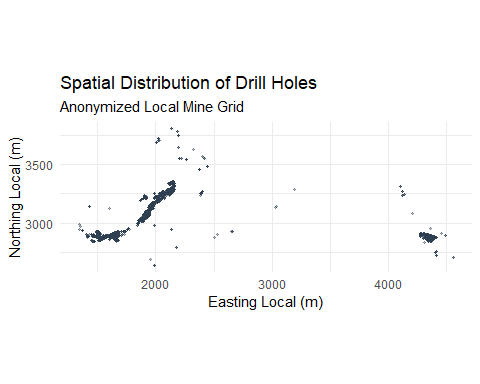 Spatial Distribution of Drill Holes
Anonymized Local Mine Grid
Northing Local (m)
3500
3000
2000 3000 4000
Easting Local (m)